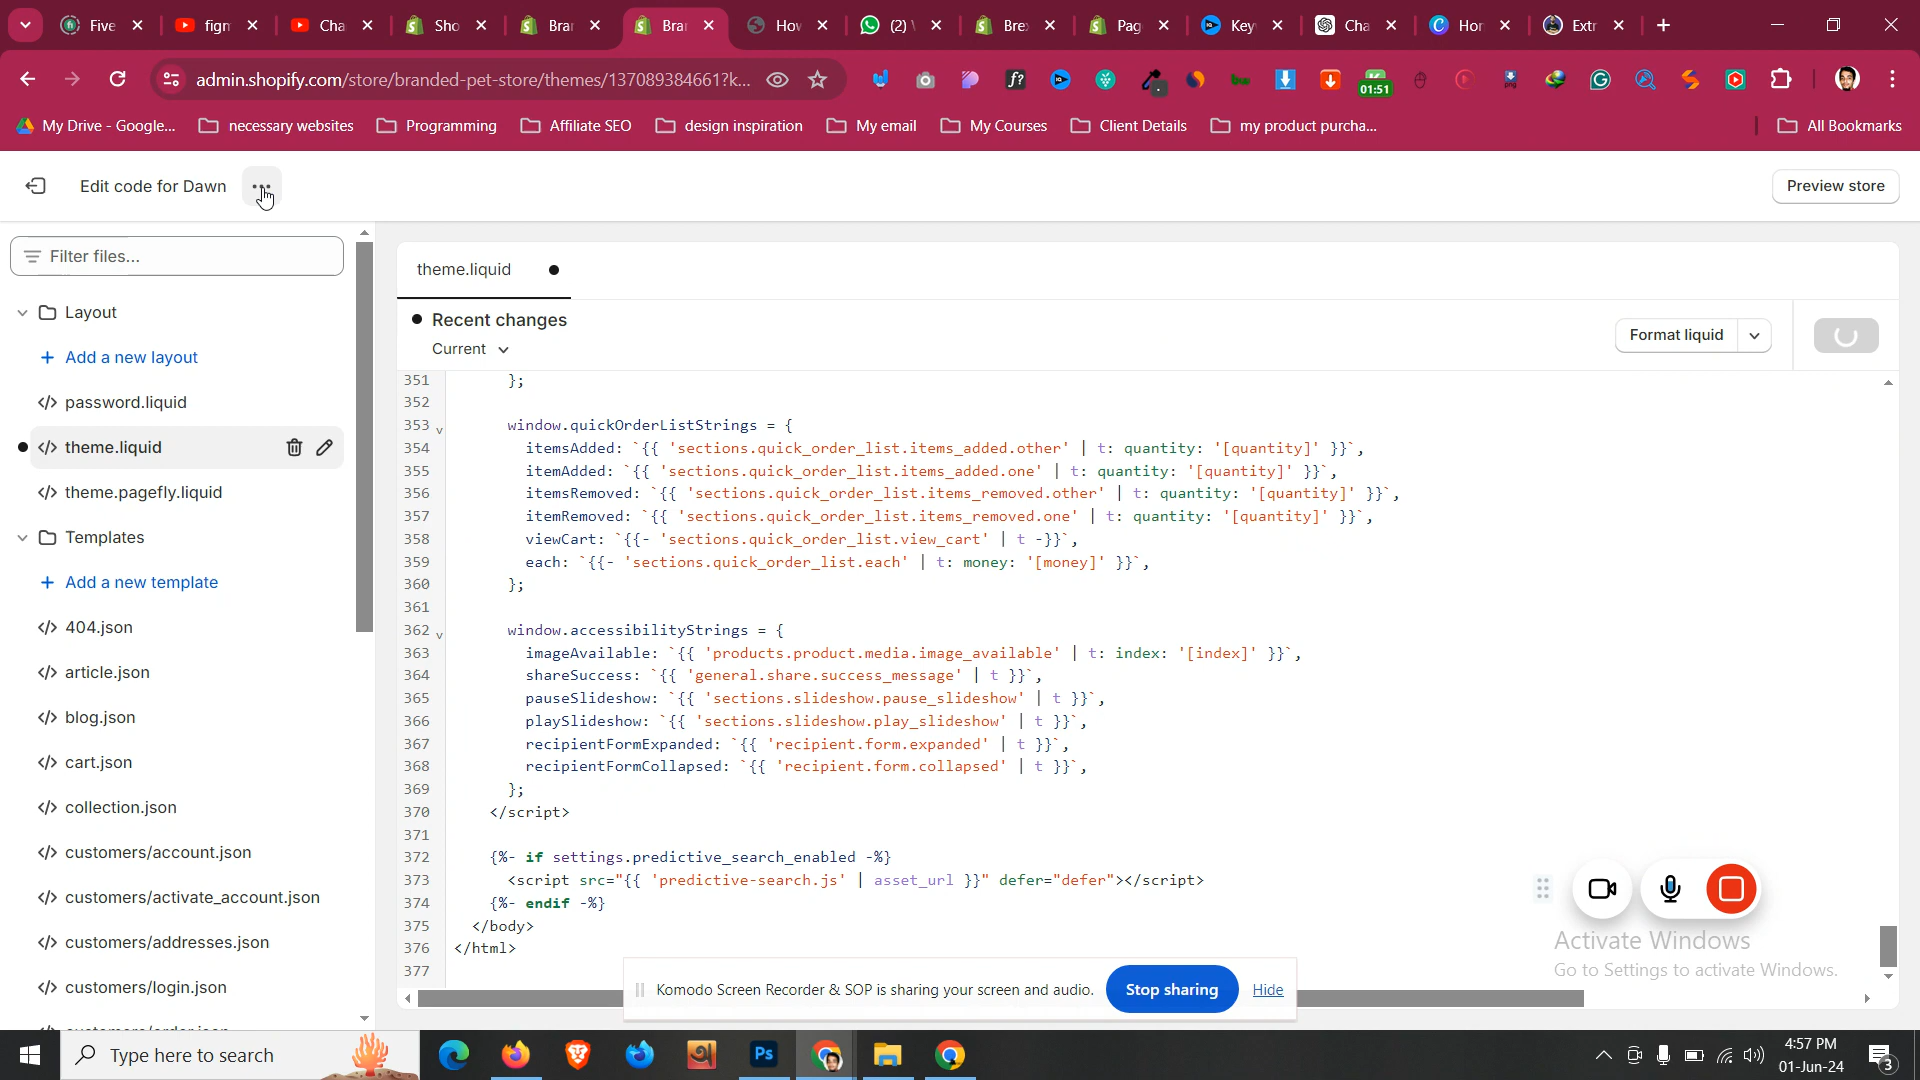 Five
figm
Cha
Sho
Bran
Bran
How
(2) \
Bre
Pag
Key
Cha
Hor
Extr
admin.shopify.com/store/branded-pet-store/themes/137089384661?k...
01:51
My Drive - Google...
necessary websites
Programming
Affiliate SEO
design inspiration
My email
My Courses
Client Details
my product purcha...
All Bookmarks
Edit code for Dawn
Preview store
Filter files...
Layout
Add a new layout
password.liquid
theme.liquid
theme.pagefly.liquid
Templates
Add a new template
404.json
article.json
blog.json
cart.json
collection.json
customers/account.json
customers/activate_account.json
customers/addresses.json
customers/login.json
customers/order.json
theme.liquid
Recent changes
Current
Format liquid
351 };
352
353 window.quickOrderListStrings = {
354 itemsAdded: `{{ 'sections.quick_order_list.items_added.other' | t: quantity: '[quantity]' }}`,
355 itemAdded: `{{ 'sections.quick_order_list.items_added.one' | t: quantity: '[quantity]' }}`,
356 itemsRemoved: `{{ 'sections.quick_order_list.items_removed.other' | t: quantity: '[quantity]' }}`,
357 itemRemoved: `{{ 'sections.quick_order_list.items_removed.one' | t: quantity: '[quantity]' }}`,
358 viewCart: `{{- 'sections.quick_order_list.view_cart' | t -}}`,
359 each: `{{- 'sections.quick_order_list.each' | t: money: '[money]' }}`,
360 };
361
362 window.accessibilityStrings = {
363 imageAvailable: `{{ 'products.product.media.image_available' | t: index: '[index]' }}`,
364 shareSuccess: `{{ 'general.share.success_message' | t }}`,
365 pauseSlideshow: `{{ 'sections.slideshow.pause_slideshow' | t }}`,
366 playSlideshow: `{{ 'sections.slideshow.play_slideshow' | t }}`,
367 recipientFormExpanded: `{{ 'recipient.form.expanded' | t }}`,
368 recipientFormCollapsed: `{{ 'recipient.form.collapsed' | t }}`,
369 };
370 </script>
371
372 {%- if settings.predictive_search_enabled -%}
373 <script src="{{ 'predictive-search.js' | asset_url }}" defer="defer"></script>
374 {%- endif -%}
375 </body>
376 </html>
377
Activate Windows
Go to Settings to activate Windows.
Komodo Screen Recorder & SOP is sharing your screen and audio.
Stop sharing
Hide
Type here to search
Ps
4:57 PM
01-Jun-24
3